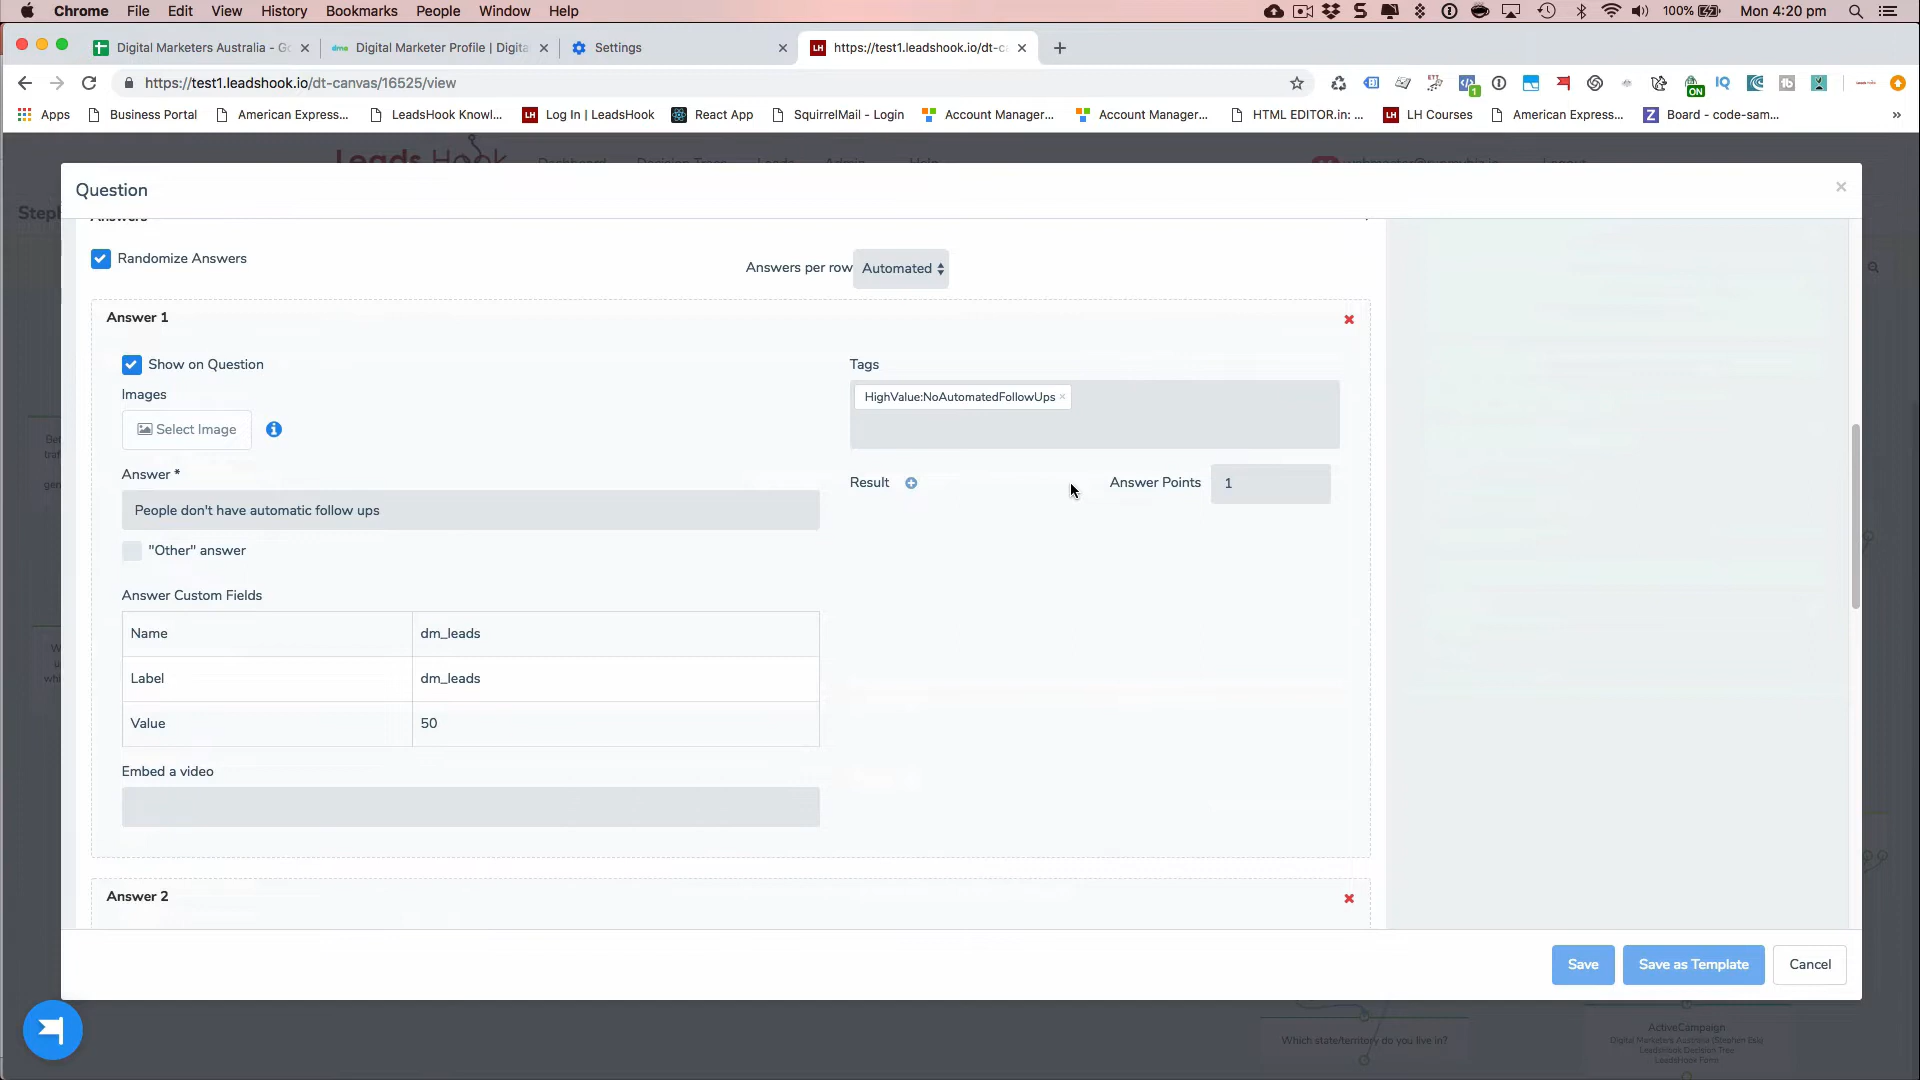 Chrome File Edit View History Bookmarks People Window Help 100% Mon 4:20 pm
Digital Marketers Australia - Go
Digital Marketer Profile | Digita
Settings
https://test1.leadshook.io/dt-c
https://test1.leadshook.io/dt-canvas/16525/view
Apps Business Portal American Express... LeadsHook Knowl... Log In | LeadsHook React App SquirrelMail - Login Account Manager... Account Manager... HTML EDITOR.in: ... LH Courses American Express... Board - code-sam... »
Leads Hook Dashboard Decision Trees Leads Admin Help Logout
Question
Answers
Randomize Answers
Answers per row Automated
Answer 1
Show on Question
Tags
Images
HighValue:NoAutomatedFollowUps ×
Select Image
Answer *
Result
Answer Points 1
People don't have automatic follow ups
"Other" answer
Answer Custom Fields
Name dm_leads
Label dm_leads
Value 50
Embed a video
Answer 2
Save Save as Template Cancel
Which state/territory do you live in?
ActiveCampaign
Digital Marketers Australia (Stephen Esk)
LeadsHook Decision Tree
LeadsHook Form